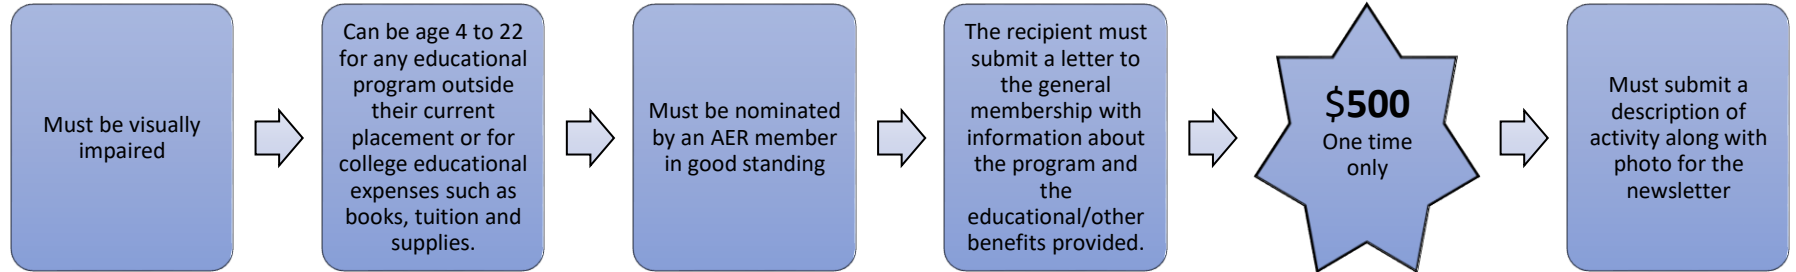 Must be visually
impaired
Can be age 4 to 22
for any educational
program outside
their current
placement or for
college educational
expenses such as
books, tuition and
supplies.
Must be nominated
by an AER member
in good standing
The recipient must
submit a letter to
the general
membership with
information about
the program and
the
educational/other
benefits provided.
$500
One time
only
Must submit a
description of
activity along with
photo for the
newsletter